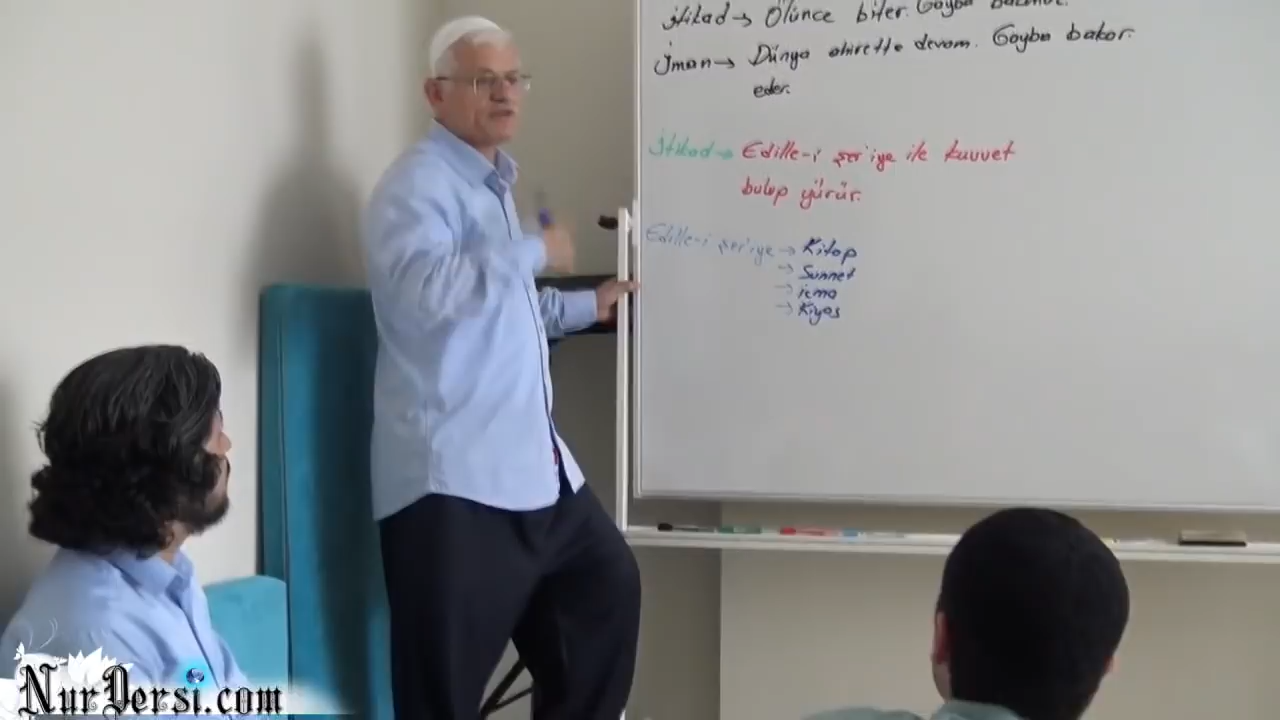 İtikad → Ölünce biter. Gayba bakmaz.
İman → Dünya ahirette devam. Gayba bakar.
eder.
İtikad → Edille-i şer'iye ile kuvvet
bulup yürür.
Edille-i şer'iye → Kitap
→ Sünnet
→ icma
→ Kıyas
NurDersi.com